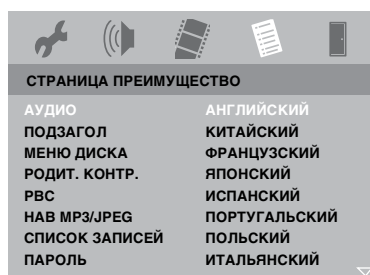 СТРАНИЦА ПРЕИМУЩЕСТВО
АУДИО АНГЛИЙСКИЙ
ПОДЗАГОЛ КИТАЙСКИЙ
МЕНЮ ДИСКА ФРАНЦУЗСКИЙ
РОДИТ. КОНТР. ЯПОНСКИЙ
PBC ИСПАНСКИЙ
НАВ MP3/JPEG ПОРТУГАЛЬСКИЙ
СПИСОК ЗАПИСЕЙ ПОЛЬСКИЙ
ПАРОЛЬ ИТАЛЬЯНСКИЙ